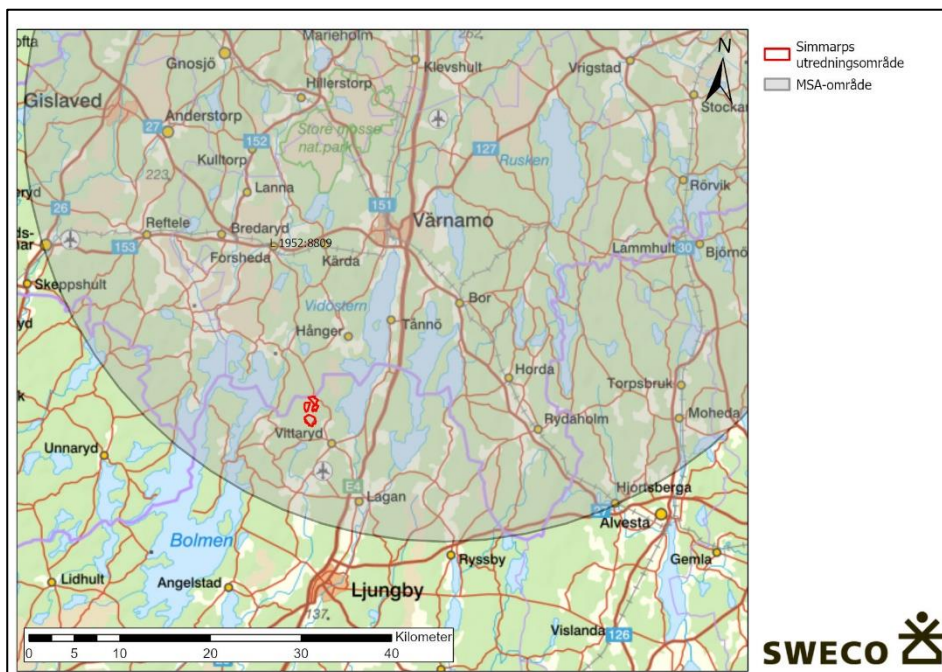 ofta
Marieholm
252
Gnosjö
Klevshult
Vrigstad
N
Hillerstorp
Gislaved
Stockar
Anderstorp
Store mosse
nat.park
27
152
127
Rusken
Kulltorp
223
Lanna
Rörvik
26
151
Värnamo
Reftele
Bredaryd
L 1952:8809
153
Forsheda
Kärda
Lammhult
30
Björnö
Skeppshult
Vidöstern
Bor
Tånnö
Hånger
Horda
Torpsbruk
Moheda
Rydaholm
Vittaryd
Unnaryd
E4
Lagan
Hjortsberga
Alvesta
Bolmen
Ryssby
Gemla
Lidhult
Angelstad
Ljungby
137
Vislanda
126
0 5 10 20 30 40 Kilometer
Simmarps
utredningsområde
MSA-område
SWECO